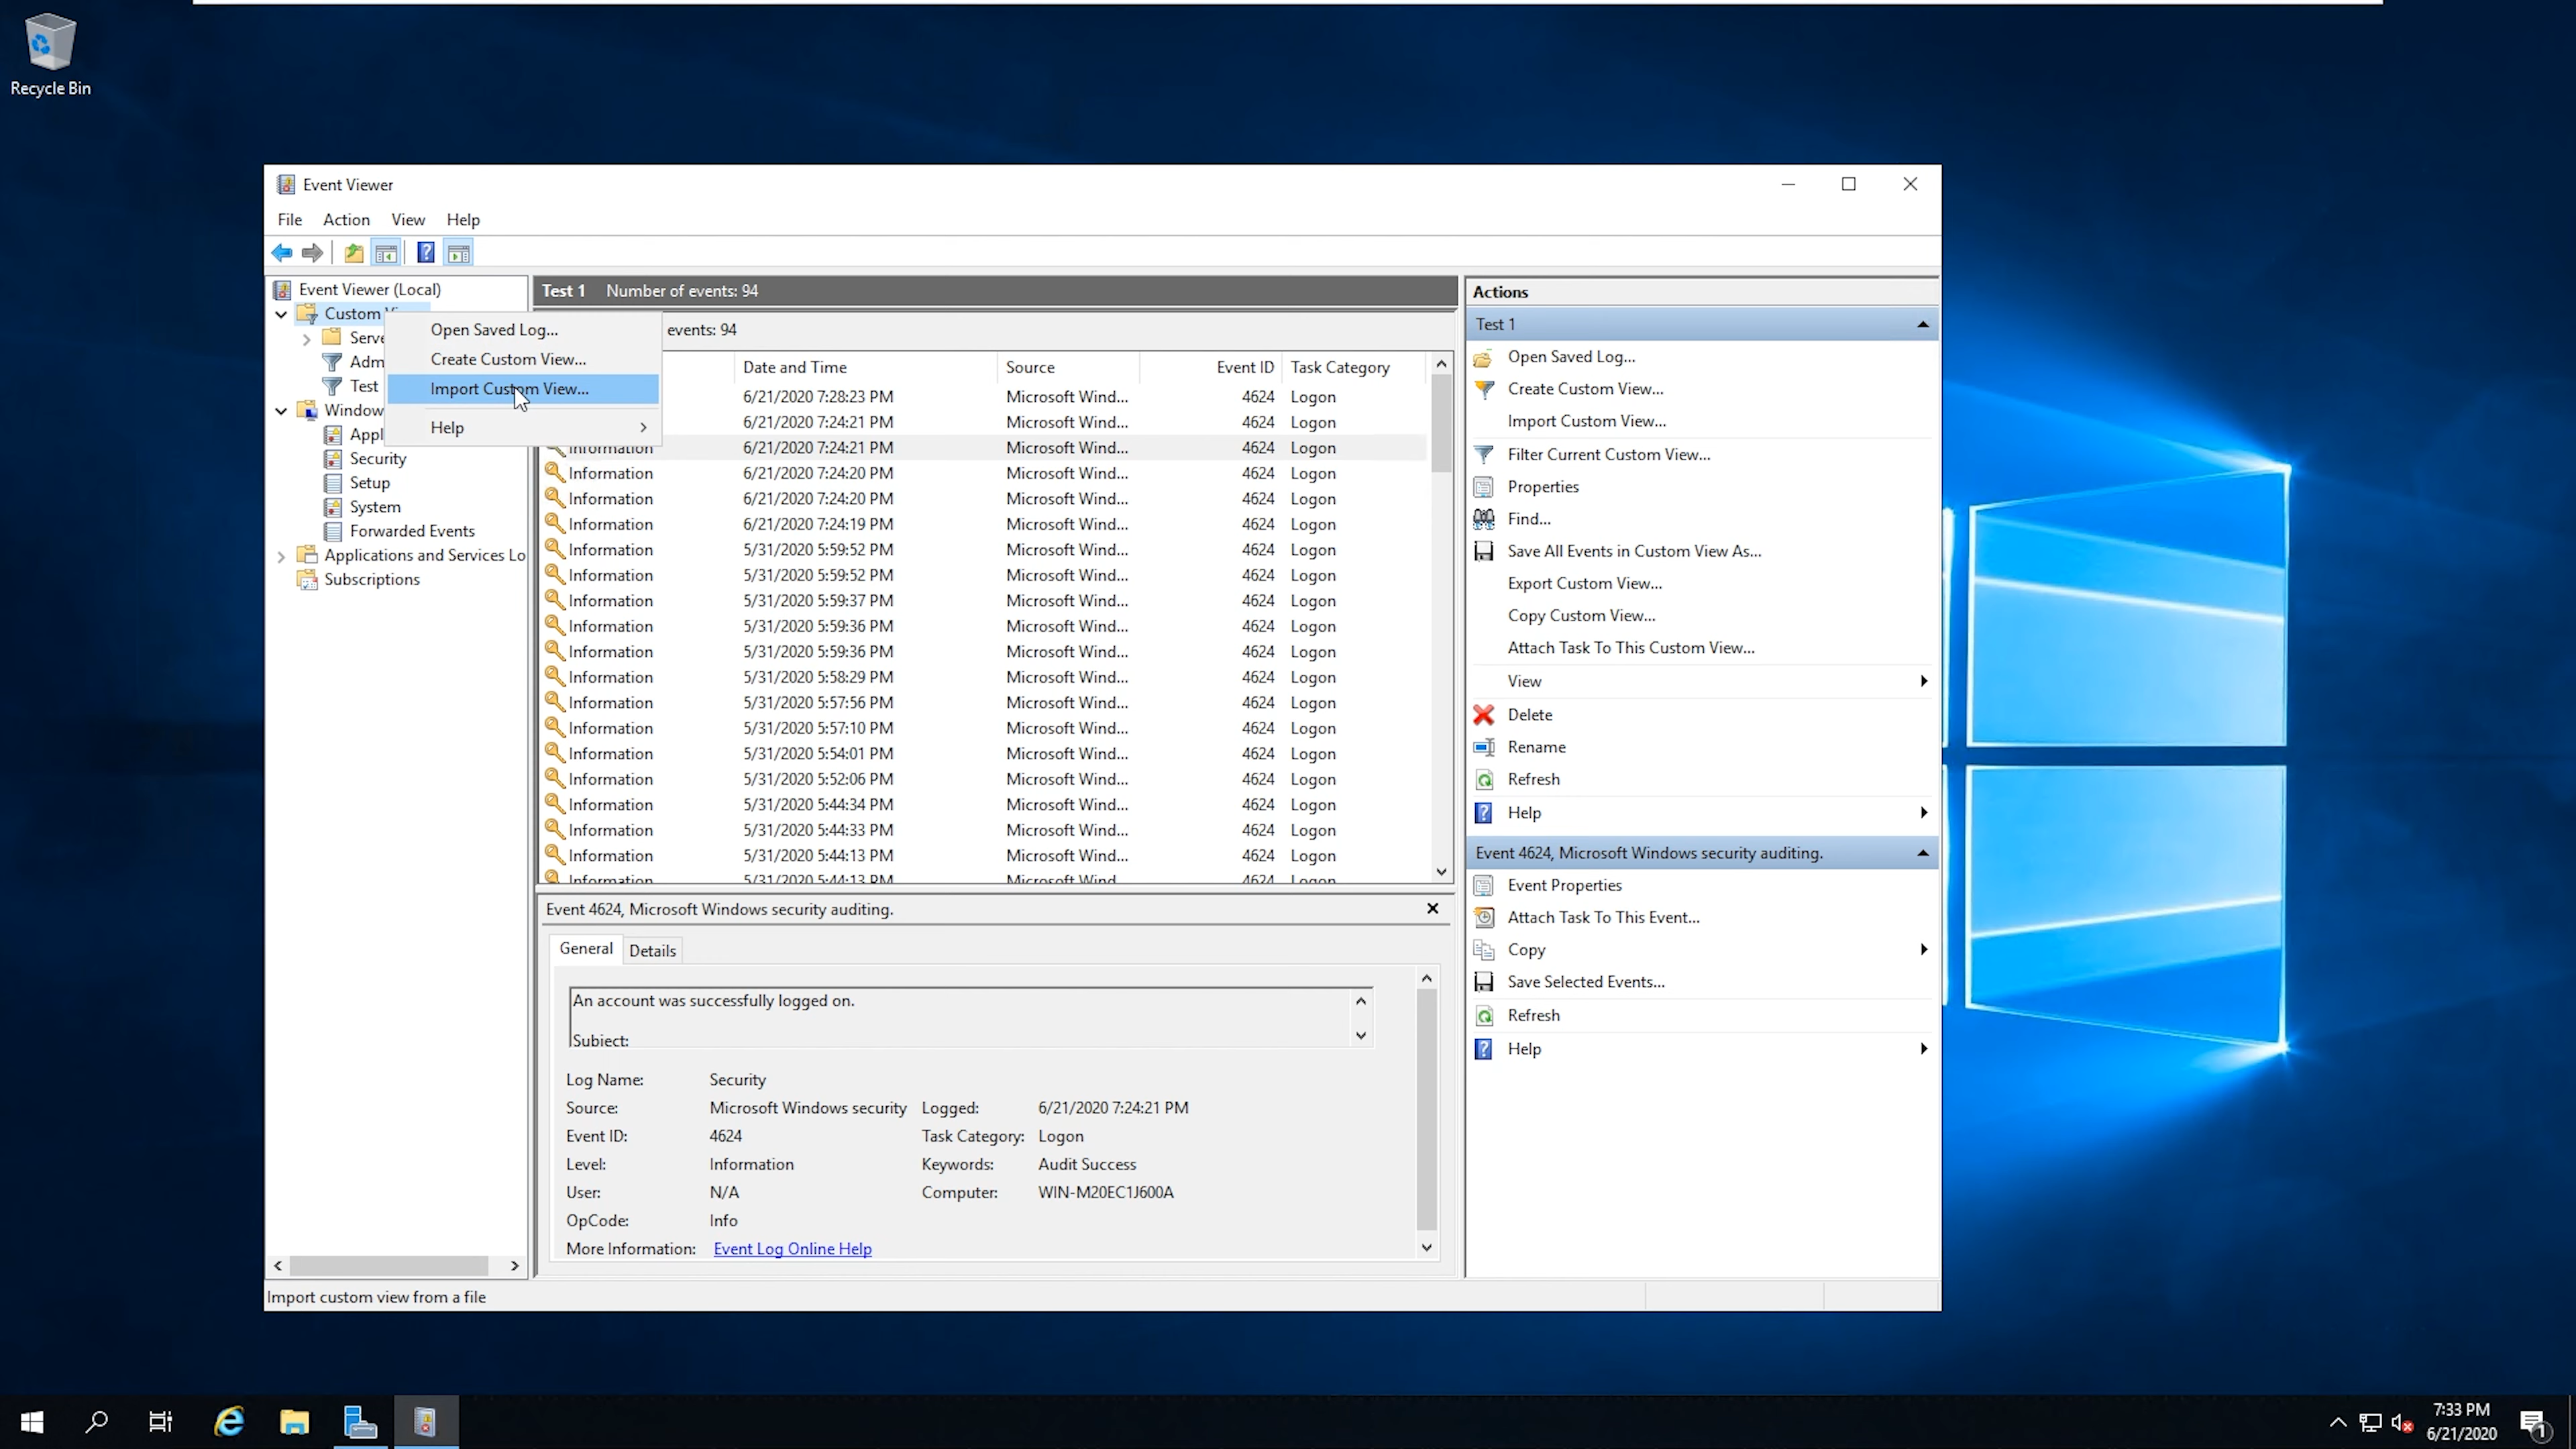 Recycle Bin
Event Viewer
File Action View Help
Event Viewer (Local)
Custom
Serve
Adm
Test
Window
Appl
Security
Setup
System
Forwarded Events
Applications and Services Lo
Subscriptions
Open Saved Log...
Create Custom View...
Import Custom View...
Help
Test 1 Number of events: 94
events: 94
Date and Time Source Event ID Task Category
6/21/2020 7:28:23 PM Microsoft Wind... 4624 Logon
6/21/2020 7:24:21 PM Microsoft Wind... 4624 Logon
Information 6/21/2020 7:24:21 PM Microsoft Wind... 4624 Logon
Information 6/21/2020 7:24:20 PM Microsoft Wind... 4624 Logon
Information 6/21/2020 7:24:20 PM Microsoft Wind... 4624 Logon
Information 6/21/2020 7:24:19 PM Microsoft Wind... 4624 Logon
Information 5/31/2020 5:59:52 PM Microsoft Wind... 4624 Logon
Information 5/31/2020 5:59:52 PM Microsoft Wind... 4624 Logon
Information 5/31/2020 5:59:37 PM Microsoft Wind... 4624 Logon
Information 5/31/2020 5:59:36 PM Microsoft Wind... 4624 Logon
Information 5/31/2020 5:59:36 PM Microsoft Wind... 4624 Logon
Information 5/31/2020 5:58:29 PM Microsoft Wind... 4624 Logon
Information 5/31/2020 5:57:56 PM Microsoft Wind... 4624 Logon
Information 5/31/2020 5:57:10 PM Microsoft Wind... 4624 Logon
Information 5/31/2020 5:54:01 PM Microsoft Wind... 4624 Logon
Information 5/31/2020 5:52:06 PM Microsoft Wind... 4624 Logon
Information 5/31/2020 5:44:34 PM Microsoft Wind... 4624 Logon
Information 5/31/2020 5:44:33 PM Microsoft Wind... 4624 Logon
Information 5/31/2020 5:44:13 PM Microsoft Wind... 4624 Logon
Information 5/31/2020 5:44:13 PM Microsoft Wind 4624 Logon
Event 4624, Microsoft Windows security auditing.
General Details
An account was successfully logged on.
Subject:
Log Name: Security
Source: Microsoft Windows security Logged: 6/21/2020 7:24:21 PM
Event ID: 4624 Task Category: Logon
Level: Information Keywords: Audit Success
User: N/A Computer: WIN-M20EC1J600A
OpCode: Info
More Information: Event Log Online Help
Actions
Test 1
Open Saved Log...
Create Custom View...
Import Custom View...
Filter Current Custom View...
Properties
Find...
Save All Events in Custom View As...
Export Custom View...
Copy Custom View...
Attach Task To This Custom View...
View
Delete
Rename
Refresh
Help
Event 4624, Microsoft Windows security auditing.
Event Properties
Attach Task To This Event...
Copy
Save Selected Events...
Refresh
Help
Import custom view from a file
7:33 PM
6/21/2020
1